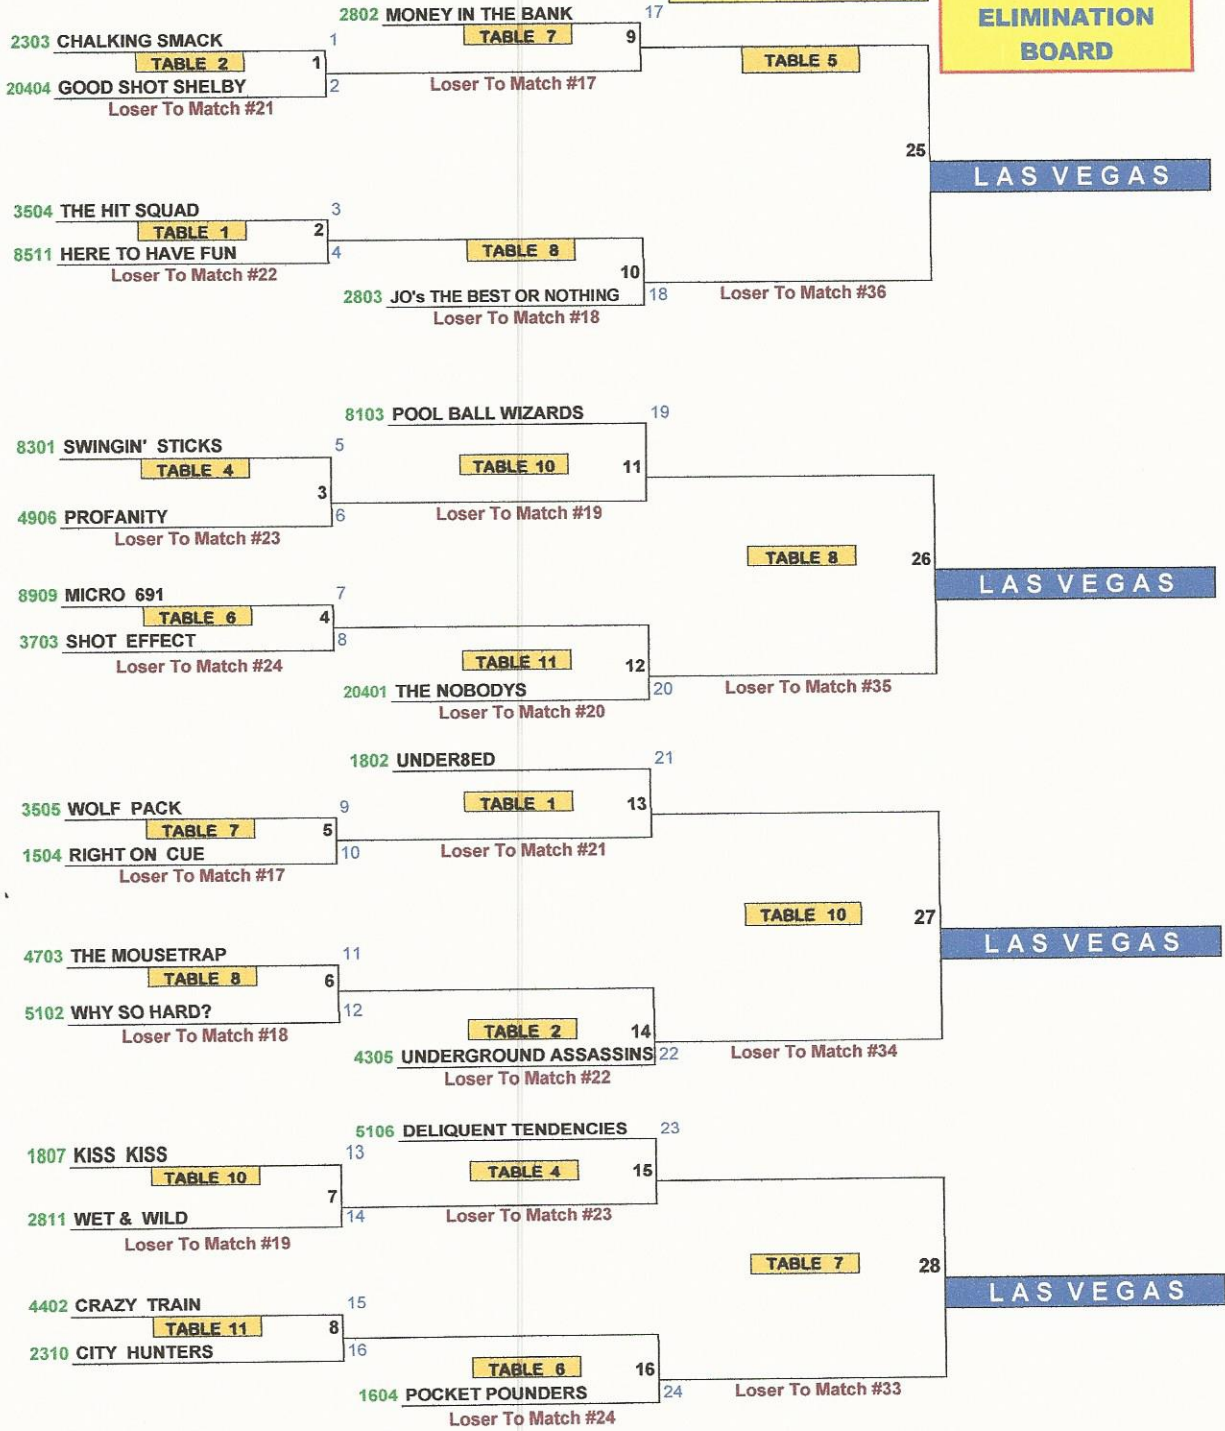 2802 MONEY IN THE BANK 17
ELIMINATION
BOARD
2303 CHALKING SMACK 1
TABLE 7 9
TABLE 2 1
TABLE 5
20404 GOOD SHOT SHELBY 2
Loser To Match #17
Loser To Match #21
25
LAS VEGAS
3504 THE HIT SQUAD 3
TABLE 1 2
8511 HERE TO HAVE FUN 4
TABLE 8
Loser To Match #22
10
2803 JO's THE BEST OR NOTHING 18
Loser To Match #36
Loser To Match #18
8103 POOL BALL WIZARDS 19
8301 SWINGIN' STICKS 5
TABLE 4
TABLE 10 11
3
4906 PROFANITY 6
Loser To Match #19
Loser To Match #23
TABLE 8 26
LAS VEGAS
8909 MICRO 691 7
TABLE 6 4
3703 SHOT EFFECT 8
Loser To Match #24
TABLE 11 12
20401 THE NOBODYS 20
Loser To Match #35
Loser To Match #20
1802 UNDER8ED 21
3505 WOLF PACK 9
TABLE 1 13
TABLE 7 5
1504 RIGHT ON CUE 10
Loser To Match #21
Loser To Match #17
TABLE 10 27
LAS VEGAS
4703 THE MOUSETRAP 11
TABLE 8 6
5102 WHY SO HARD? 12
Loser To Match #18
TABLE 2 14
4305 UNDERGROUND ASSASSINS 22
Loser To Match #34
Loser To Match #22
5106 DELIQUENT TENDENCIES 23
1807 KISS KISS 13
TABLE 10
TABLE 4 15
7
2811 WET & WILD 14
Loser To Match #23
Loser To Match #19
TABLE 7 28
LAS VEGAS
4402 CRAZY TRAIN 15
TABLE 11 8
2310 CITY HUNTERS 16
TABLE 6 16
1604 POCKET POUNDERS 24
Loser To Match #33
Loser To Match #24